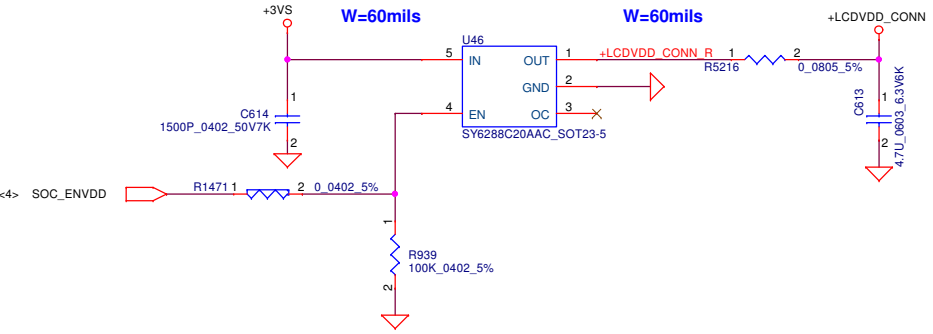 +3VS
W=60mils
W=60mils
+LCDVDD_CONN
U46
5 IN
OUT 1
+LCDVDD_CONN_R
1 2
R5216
0_0805_5%
GND 2
1
C614
1500P_0402_50V7K
2
4 EN
OC 3
SY6288C20AAC_SOT23-5
1
C613
4.7U_0603_6.3V6K
2
<4> SOC_ENVDD
R1471 1 2 0_0402_5%
1
R939
100K_0402_5%
2